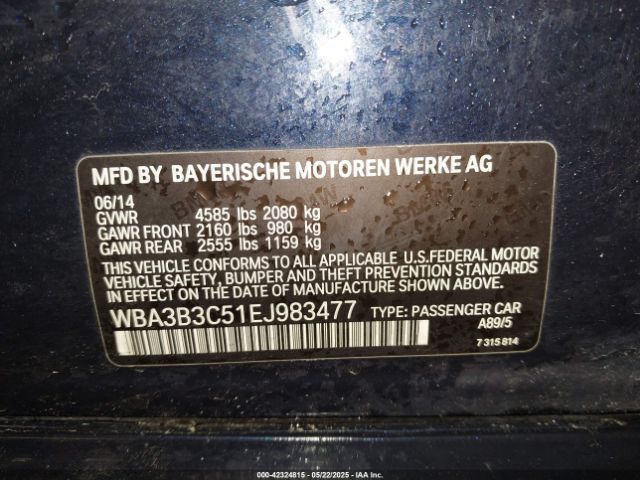 MFD BY BAYERISCHE MOTOREN WERKE AG
06/14
GVWR 4585 lbs 2080 kg
GAWR FRONT 2160 lbs 980 kg
GAWR REAR 2555 lbs 1159 kg
THIS VEHICLE CONFORMS TO ALL APPLICABLE U.S.FEDERAL MOTOR
VEHICLE SAFETY, BUMPER AND THEFT PREVENTION STANDARDS
IN EFFECT ON THE DATE OF MANUFACTURE SHOWN ABOVE.
WBA3B3C51EJ983477 TYPE: PASSENGER CAR
A89/5
7 315 814
000-42324815 - 05/22/2025 - IAA Inc.